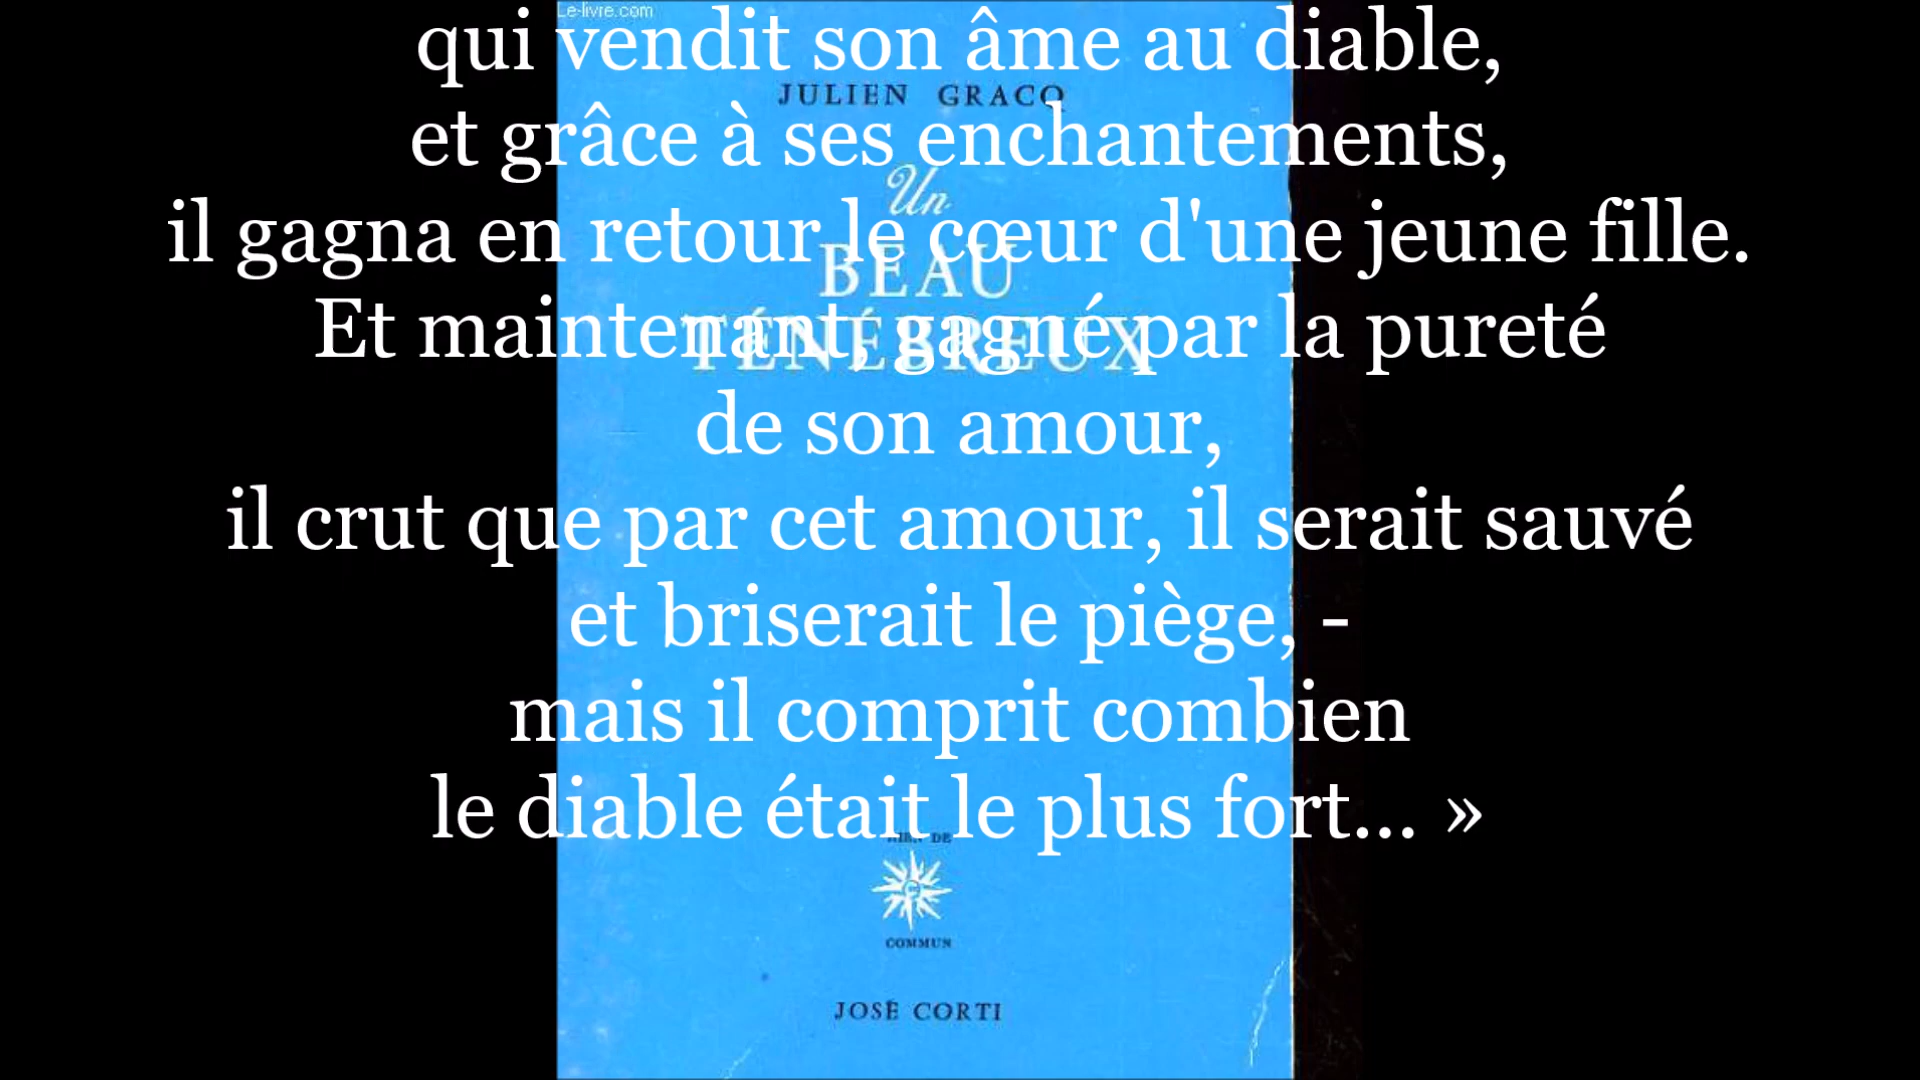 Le-livre.com
qui vendit son âme au diable,
JULIEN GRACQ
et grâce à ses enchantements,
Un
il gagna en retour le cœur d'une jeune fille.
BEAU
Et maintenant, gagné par la pureté
TÉNÉBREUX
de son amour,
il crut que par cet amour, il serait sauvé
et briserait le piège, -
mais il comprit combien
le diable était le plus fort... »
RIEN DE
COMMUN
JOSÉ CORTI